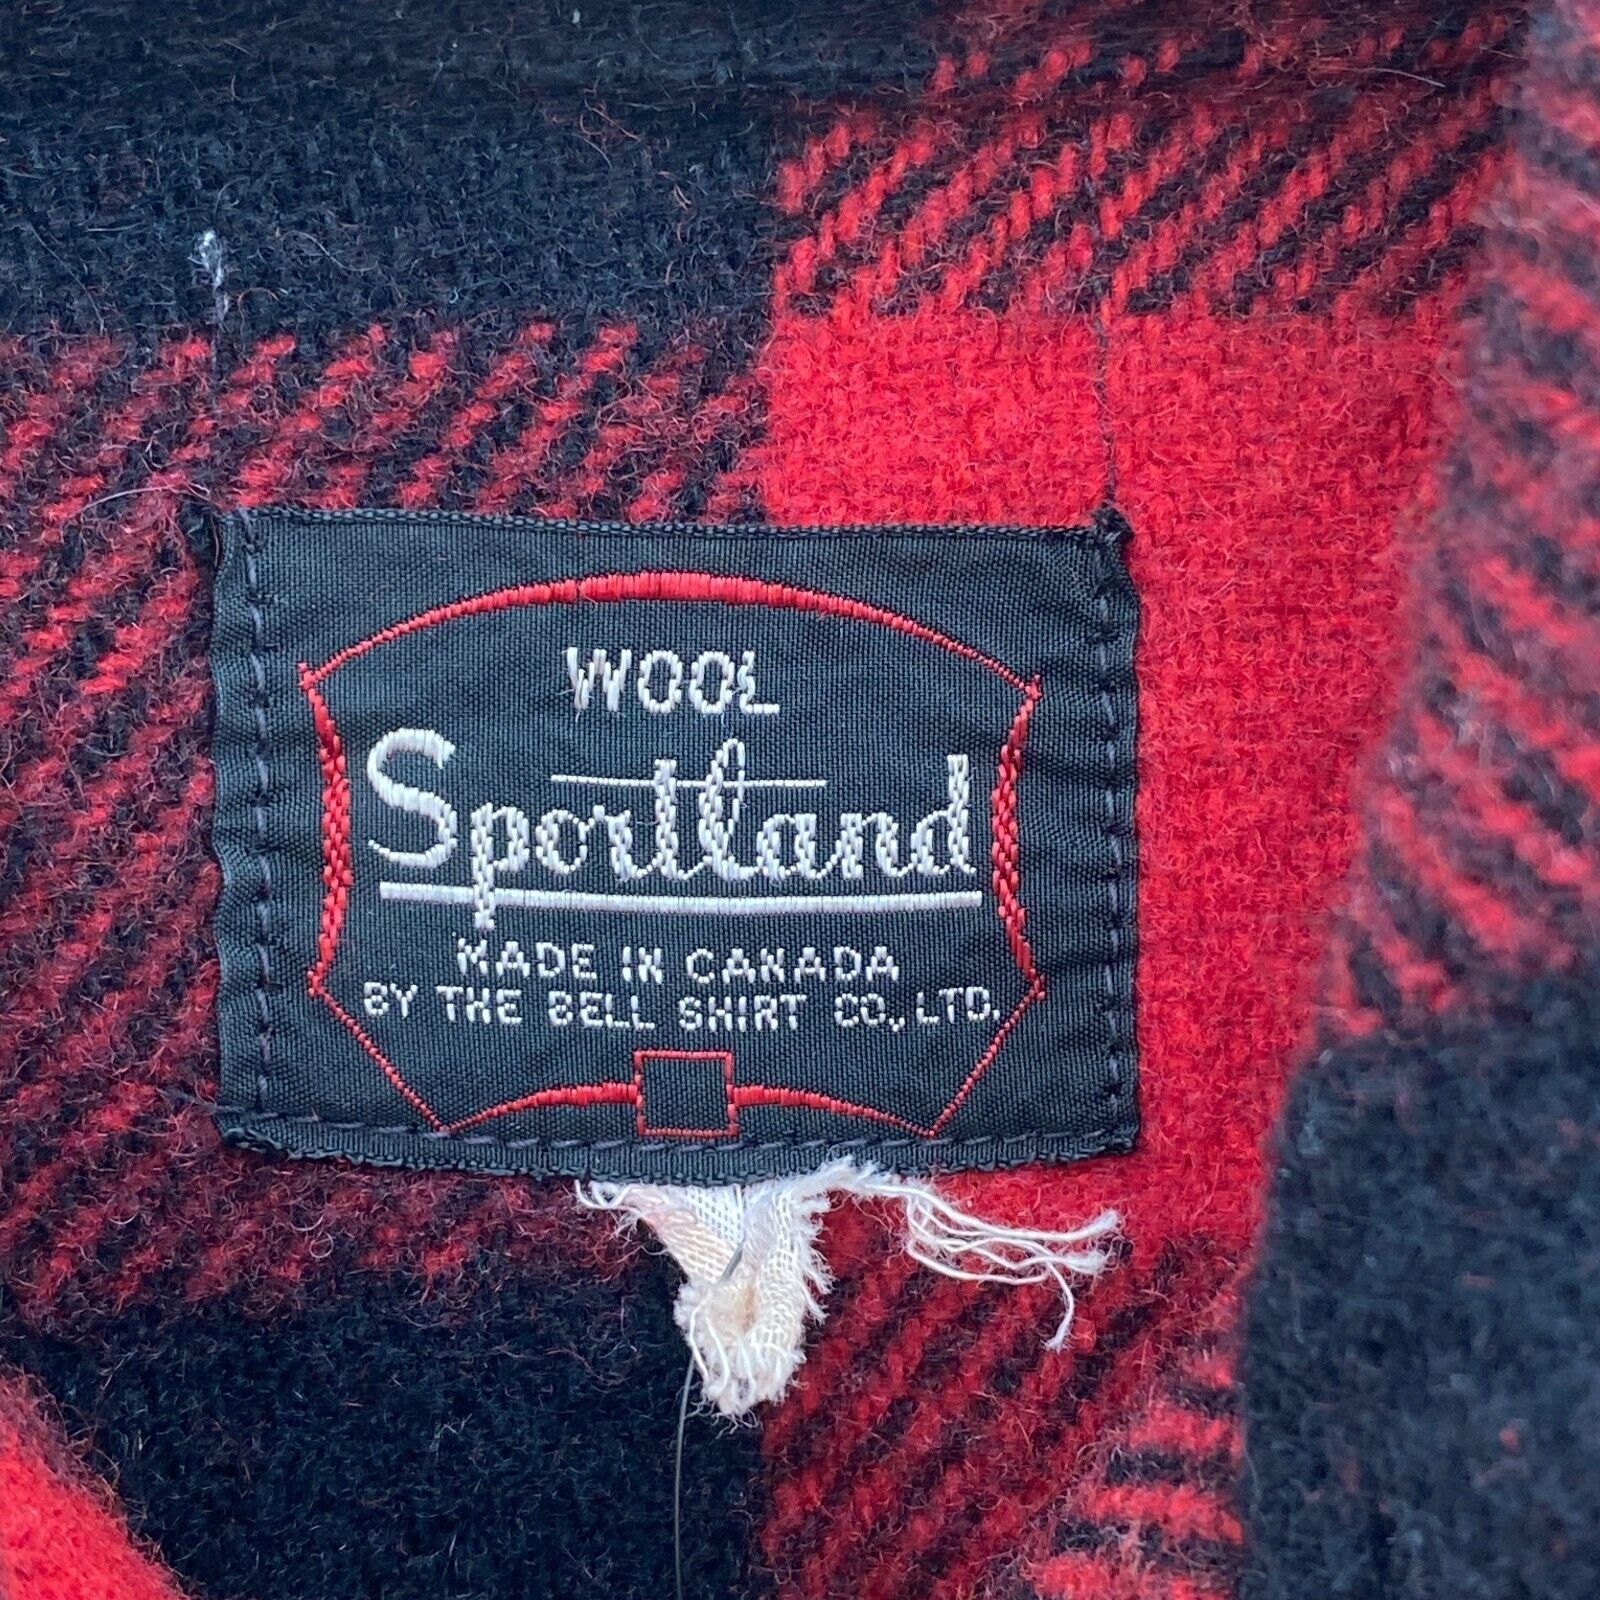 WOOL
Sportland
MADE IN CANADA
BY THE BELL SHIRT CO., LTD.